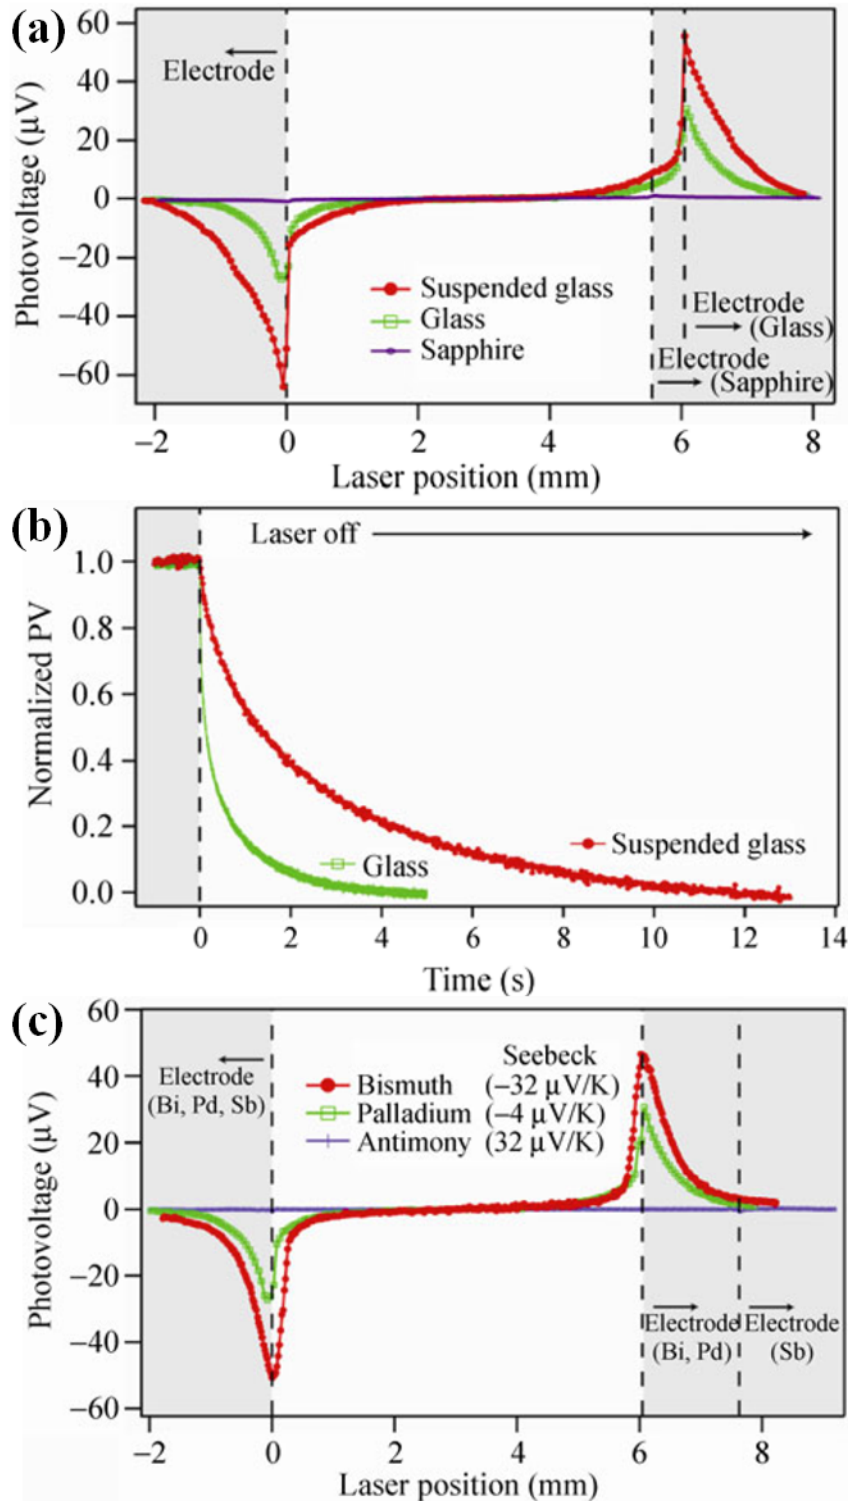 (a)
60
40
20
0
−20
−40
−60
Photovoltage (μV)
Electrode
Suspended glass
Glass
Sapphire
Electrode
(Glass)
Electrode
(Sapphire)
−2 0 2 4 6 8
Laser position (mm)
(b)
Laser off
1.0
0.8
0.6
0.4
0.2
0.0
Normalized PV
Suspended glass
Glass
0 2 4 6 8 10 12 14
Time (s)
(c)
60
40
20
0
−20
−40
−60
Photovoltage (μV)
Electrode
(Bi, Pd, Sb)
Seebeck
Bismuth (−32 μV/K)
Palladium (−4 μV/K)
Antimony (32 μV/K)
Electrode
(Bi, Pd)
Electrode
(Sb)
−2 0 2 4 6 8
Laser position (mm)